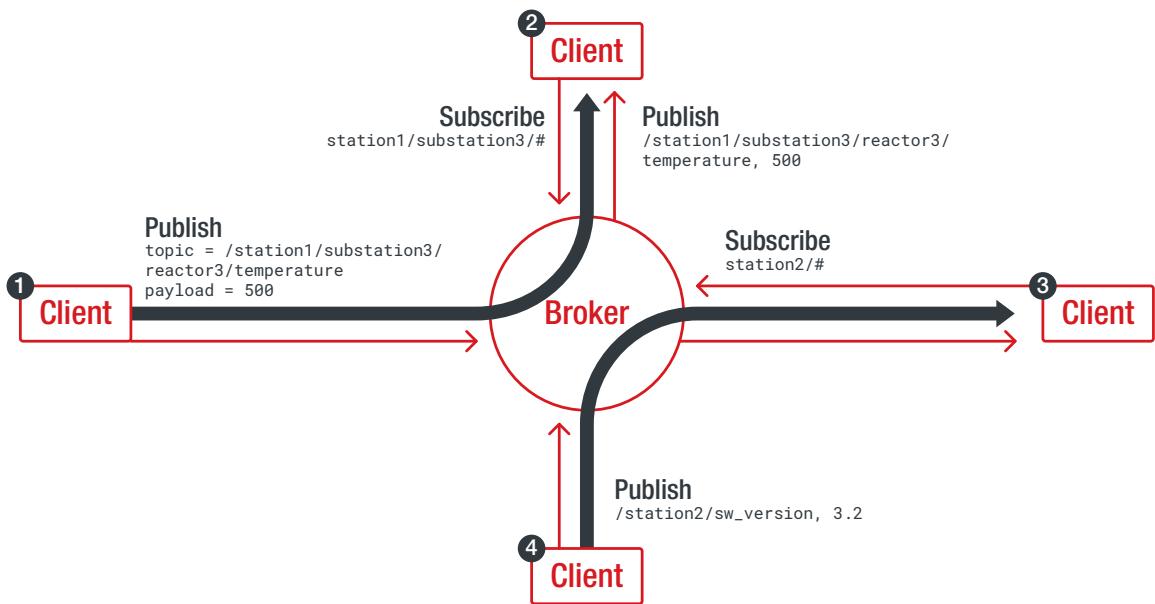 2
Client
Subscribe
station1/substation3/#
Publish
/station1/substation3/reactor3/
temperature, 500
Publish
topic = /station1/substation3/
reactor3/temperature
payload = 500
1
Client
Broker
Subscribe
station2/#
3
Client
Publish
/station2/sw_version, 3.2
4
Client